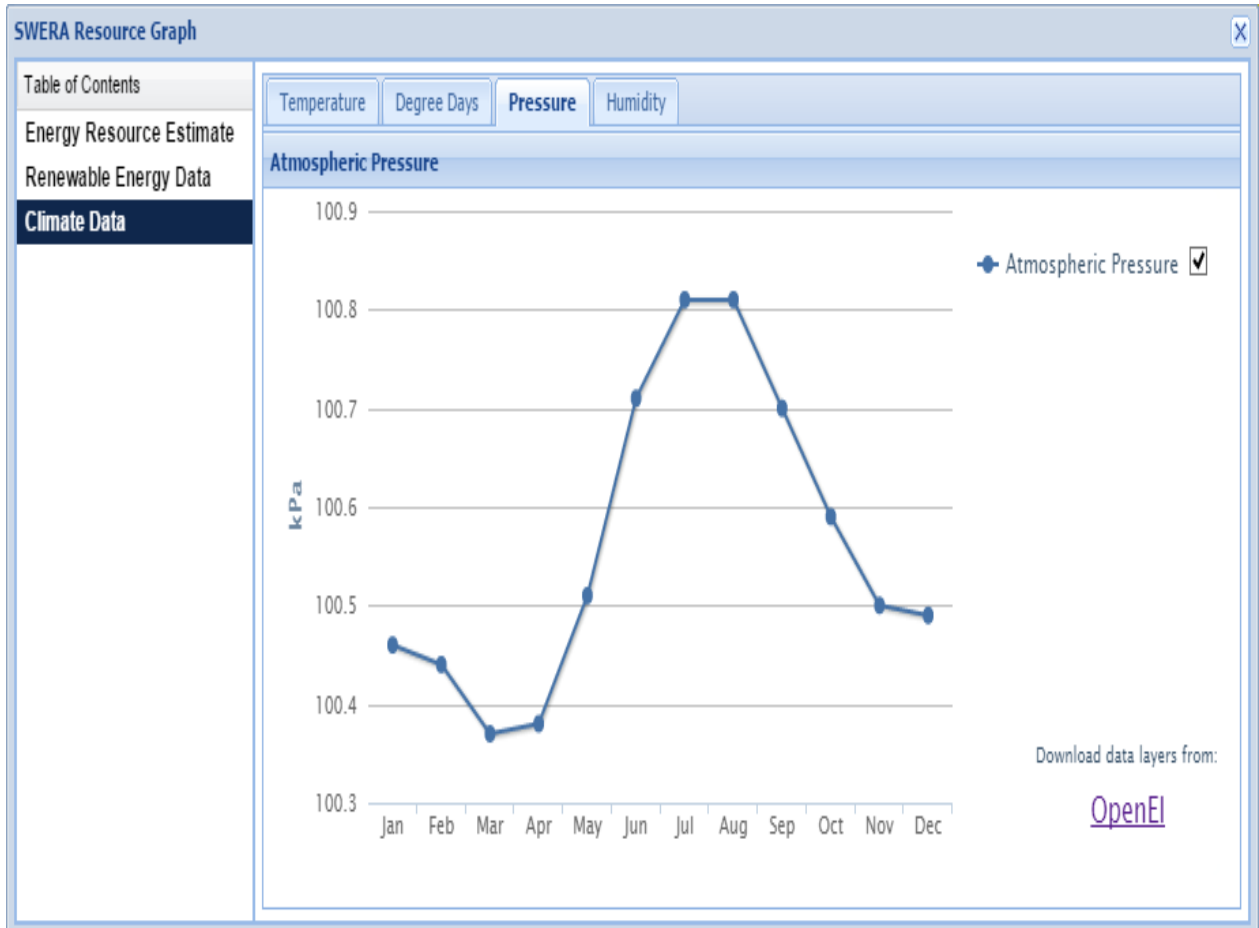 SWERA Resource Graph
Table of Contents
Energy Resource Estimate
Renewable Energy Data
Climate Data
Temperature Degree Days Pressure Humidity
Atmospheric Pressure
100.9
100.8
100.7
100.6
100.5
100.4
100.3
kPa
Jan Feb Mar Apr May Jun Jul Aug Sep Oct Nov Dec
Atmospheric Pressure
Download data layers from:
OpenEI